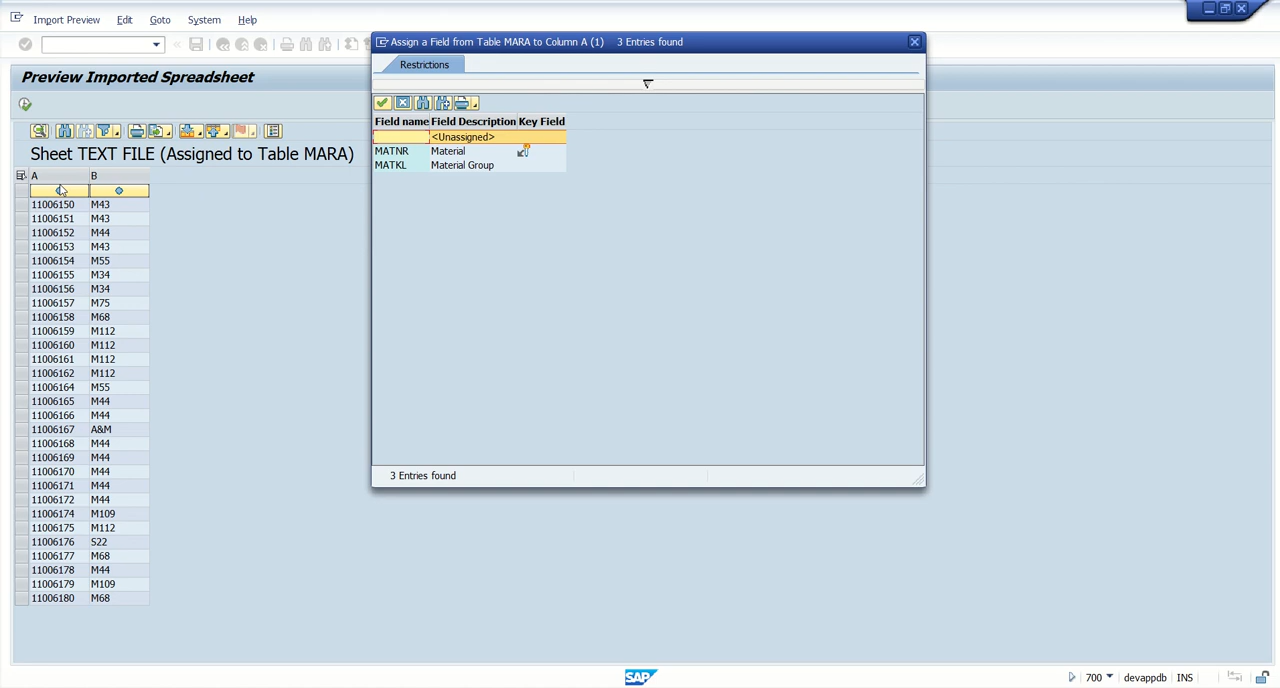 Import Preview Edit Goto System Help
Preview Imported Spreadsheet
Sheet TEXT FILE (Assigned to Table MARA)
A B
11006150 M43
11006151 M43
11006152 M44
11006153 M43
11006154 M55
11006155 M34
11006156 M34
11006157 M75
11006158 M68
11006159 M112
11006160 M112
11006161 M112
11006162 M112
11006164 M55
11006165 M44
11006166 M44
11006167 A&M
11006168 M44
11006169 M44
11006170 M44
11006171 M44
11006172 M44
11006174 M109
11006175 M112
11006176 S22
11006177 M68
11006178 M44
11006179 M109
11006180 M68
Assign a Field from Table MARA to Column A (1) 3 Entries found
Restrictions
Field name Field Description Key Field
<Unassigned>
MATNR Material
MATKL Material Group
3 Entries found
SAP
700 devappdb INS